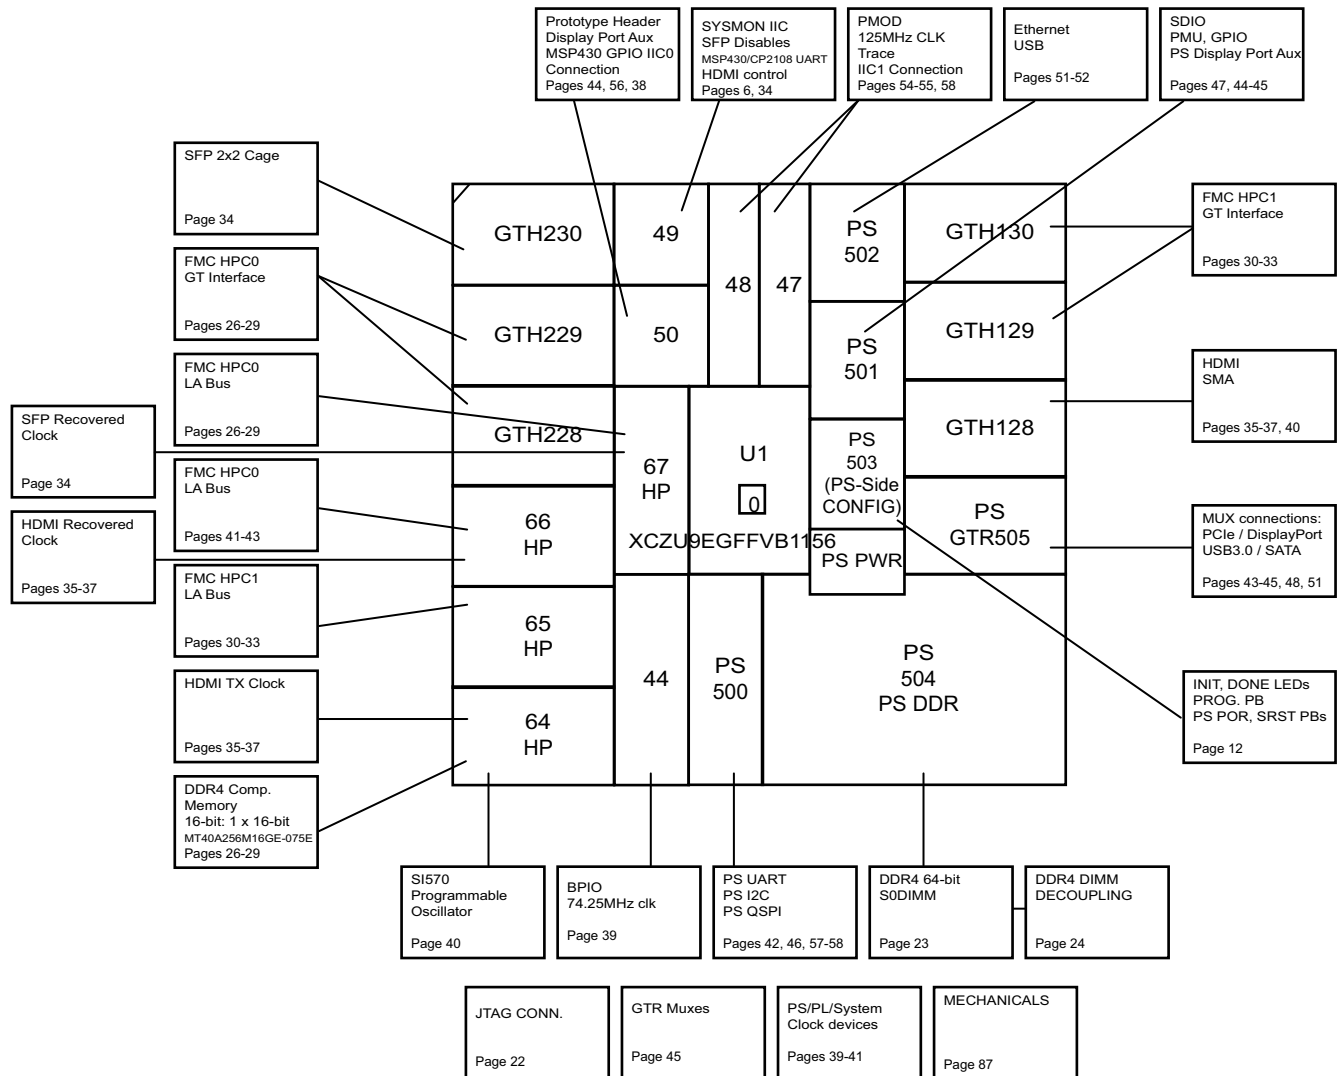 Prototype Header
Display Port Aux
MSP430 GPIO IIC0
Connection
Pages 44, 56, 38
SYSMON IIC
SFP Disables
MSP430/CP2108 UART
HDMI control
Pages 6, 34
PMOD
125MHz CLK
Trace
IIC1 Connection
Pages 54-55, 58
Ethernet
USB
Pages 51-52
SDIO
PMU, GPIO
PS Display Port Aux
Pages 47, 44-45
SFP 2x2 Cage
Page 34
FMC HPC0
GT Interface
Pages 26-29
FMC HPC0
LA Bus
Pages 26-29
SFP Recovered
Clock
Page 34
FMC HPC0
LA Bus
Pages 41-43
HDMI Recovered
Clock
Pages 35-37
FMC HPC1
LA Bus
Pages 30-33
HDMI TX Clock
Pages 35-37
DDR4 Comp.
Memory
16-bit: 1 x 16-bit
MT40A256M16GE-075E
Pages 26-29
GTH230
49
48
47
PS
502
GTH130
GTH229
50
PS
501
GTH129
GTH228
67
HP
U1
0
XCZU9EGFFVB1156
PS
503
(PS-Side
CONFIG)
PS PWR
GTH128
PS
GTR505
66
HP
65
HP
64
HP
44
PS
500
PS
504
PS DDR
FMC HPC1
GT Interface
Pages 30-33
HDMI
SMA
Pages 35-37, 40
MUX connections:
PCIe / DisplayPort
USB3.0 / SATA
Pages 43-45, 48, 51
INIT, DONE LEDs
PROG. PB
PS POR, SRST PBs
Page 12
SI570
Programmable
Oscillator
Page 40
BPIO
74.25MHz clk
Page 39
PS UART
PS I2C
PS QSPI
Pages 42, 46, 57-58
DDR4 64-bit
S0DIMM
Page 23
DDR4 DIMM
DECOUPLING
Page 24
JTAG CONN.
Page 22
GTR Muxes
Page 45
PS/PL/System
Clock devices
Pages 39-41
MECHANICALS
Page 87